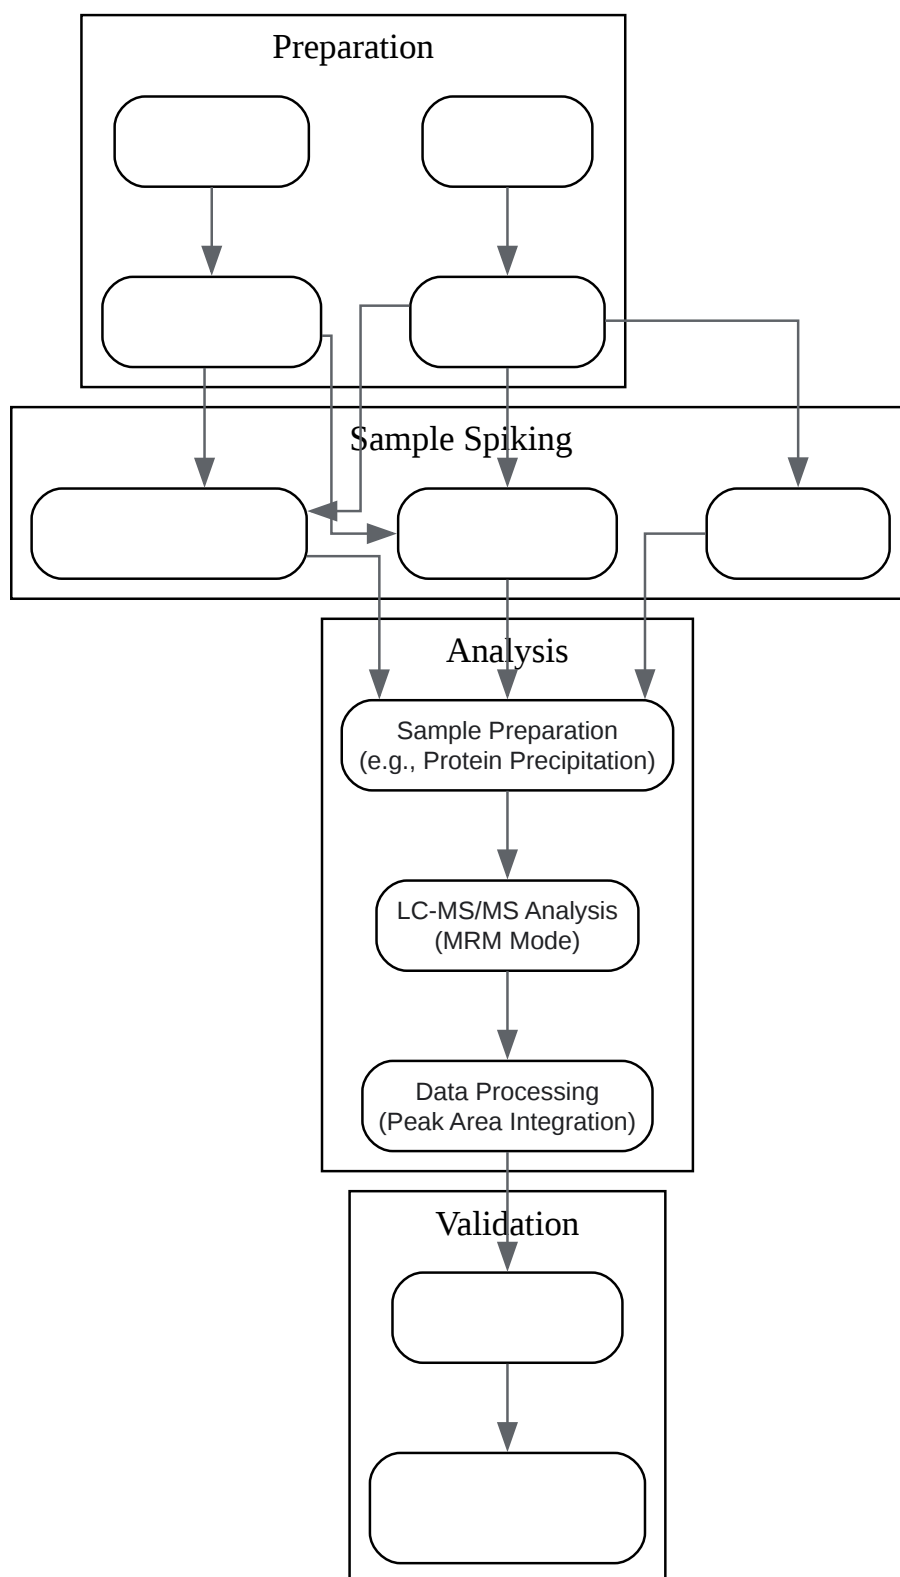 Preparation
Sample Spiking
Analysis
Sample Preparation
(e.g., Protein Precipitation)
LC-MS/MS Analysis
(MRM Mode)
Data Processing
(Peak Area Integration)
Validation